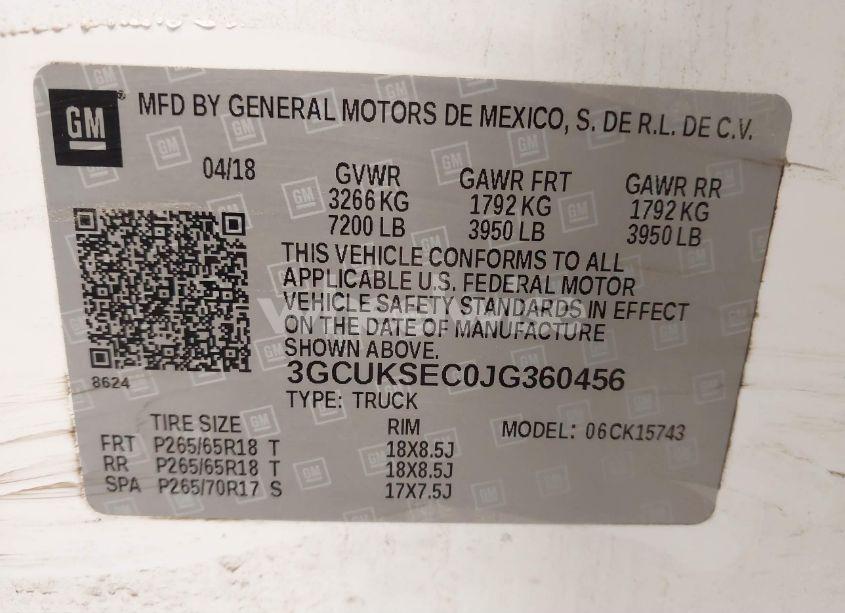 GM MFD BY GENERAL MOTORS DE MEXICO, S. DE R.L. DE C.V.
04/18 GVWR GAWR FRT GAWR RR
3266 KG 1792 KG 1792 KG
7200 LB 3950 LB 3950 LB
THIS VEHICLE CONFORMS TO ALL
APPLICABLE U.S. FEDERAL MOTOR
VEHICLE SAFETY STANDARDS IN EFFECT
ON THE DATE OF MANUFACTURE
SHOWN ABOVE.
8624
3GCUKSEC0JG360456
TYPE: TRUCK
TIRE SIZE RIM MODEL: 06CK15743
FRT P265/65R18 T 18X8.5J
RR P265/65R18 T 18X8.5J
SPA P265/70R17 S 17X7.5J